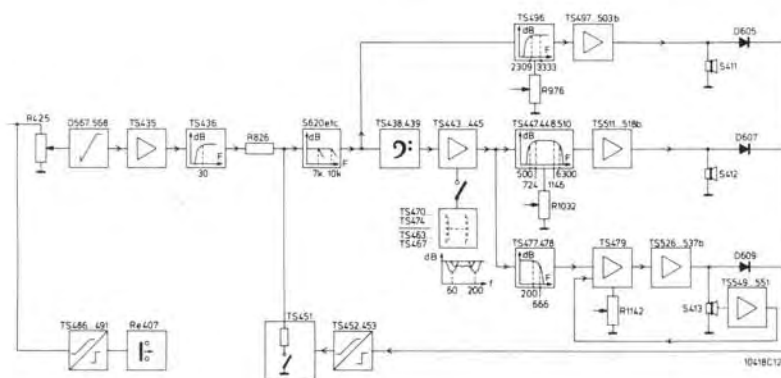 TS496
TS497...503b
D605
dB
F
2309 3333
S411
R976
R425
D567.568
TS435
TS436
R826
S620etc.
TS438.439
TS443...445
TS447.448.510
TS511...518b
D607
dB
F
30
dB
F
7k 10k
dB
F
500 6300
724 1146
S412
R1032
TS470...
TS474
TS463...
TS467
dB
60 200 f
TS477.478
TS479
TS526...537b
D609
dB
F
200
666
TS549...551
S413
R1142
TS486...491
Re407
TS451
TS452.453
10418C12